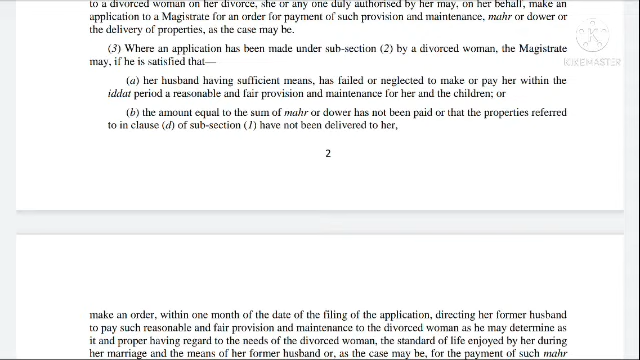 to a divorced woman on her divorce, she or any one duly authorised by her may, on her behalf, make an
application to a Magistrate for an order for payment of such provision and maintenance, mahr or dower or
the delivery of properties, as the case may be.
(3) Where an application has been made under sub-section (2) by a divorced woman, the Magistrate
may, if he is satisfied that—
(a) her husband having sufficient means, has failed or neglected to make or pay her within the
iddat period a reasonable and fair provision and maintenance for her and the children; or
(b) the amount equal to the sum of mahr or dower has not been paid or that the properties referred
to in clause (d) of sub-section (1) have not been delivered to her,
2
make an order, within one month of the date of the filing of the application, directing her former husband
to pay such reasonable and fair provision and maintenance to the divorced woman as he may determine as
it and proper having regard to the needs of the divorced woman, the standard of life enjoyed by her during
her marriage and the means of her former husband or, as the case may be, for the payment of such mahr
KINEMASTER